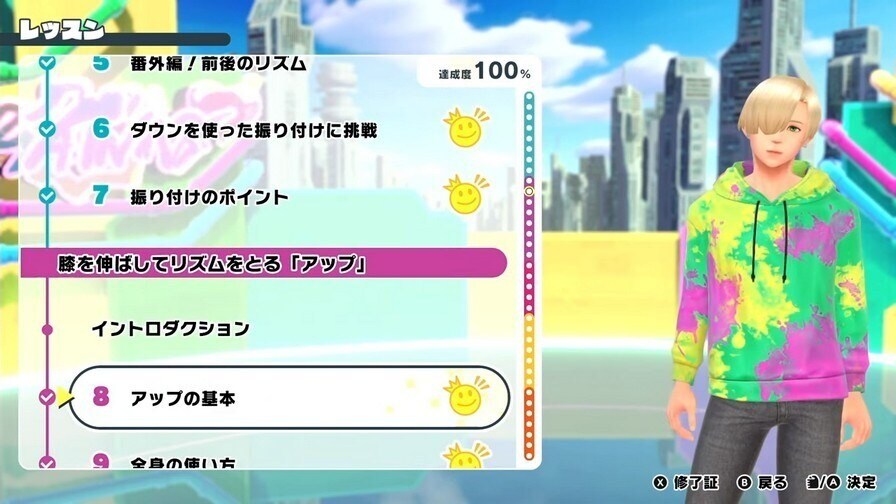 レッスン
達成度 100%
5 番外編！前後のリズム
6 ダウンを使った振り付けに挑戦
7 振り付けのポイント
膝を伸ばしてリズムをとる「アップ」
イントロダクション
8 アップの基本
9 全身の使い方
X 修了証 B 戻る /A 決定